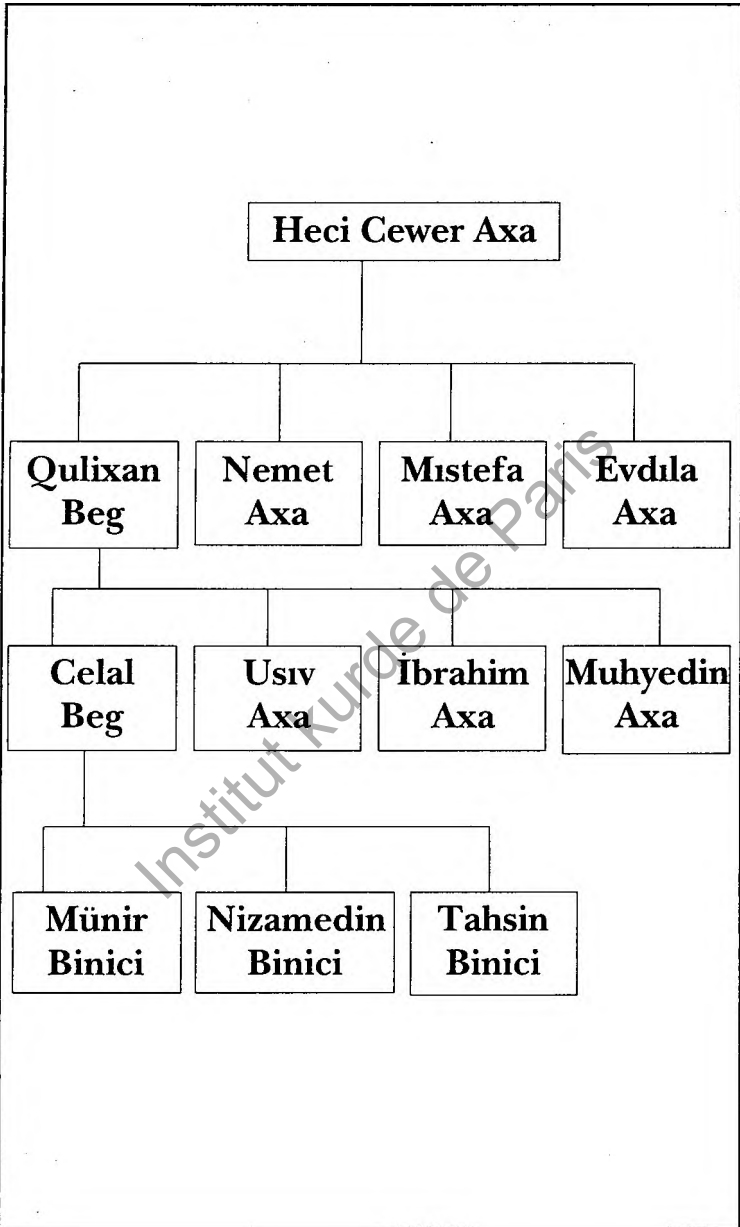 Heci Cewer Axa
Qulixan
Beg
Nemet
Axa
Mıstefa
Axa
Evdıla
Axa
Celal
Beg
Usıv
Axa
İbrahim
Axa
Muhyedin
Axa
Münir
Binici
Nizamedin
Binici
Tahsin
Binici
Institut kurde de Paris